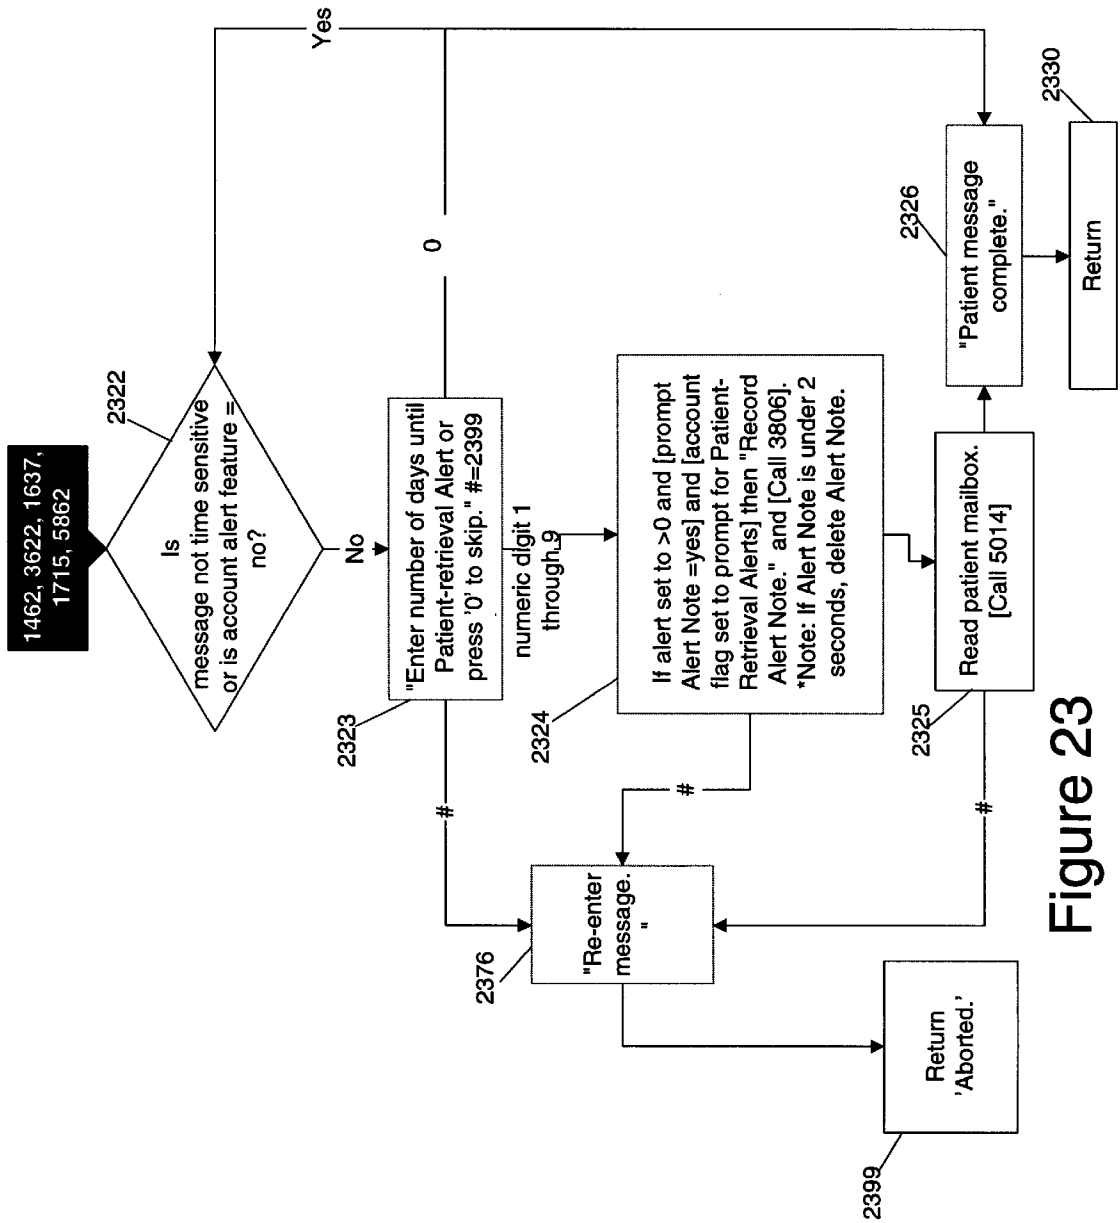 1462, 3622, 1637,
1715, 5862
2322
Is
message not time sensitive
or is account alert feature =
no?
Yes
No
2323
"Enter number of days until
Patient-retrieval Alert or
press '0' to skip." #=2399
0
#
numeric digit 1
through 9
2324
If alert set to >0 and [prompt
Alert Note =yes] and [account
flag set to prompt for Patient-
Retrieval Alerts] then "Record
Alert Note." and [Call 3806].
*Note: If Alert Note is under 2
seconds, delete Alert Note.
#
2376
"Re-enter
message.
"
2325
Read patient mailbox.
[Call 5014]
#
2326
"Patient message
complete."
2330
Return
2399
Return
'Aborted.'
Figure 23